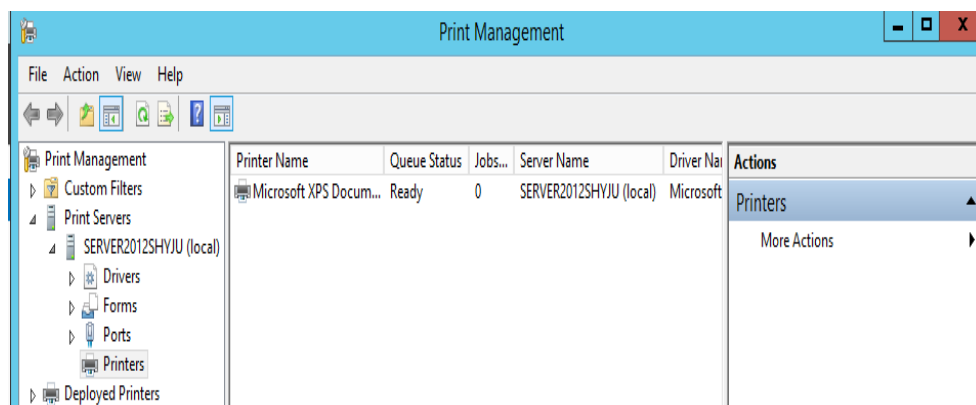 Print Management
X
File Action View Help
Print Management
Custom Filters
Print Servers
SERVER2012SHYJU (local)
Drivers
Forms
Ports
Printers
Deployed Printers
Printer Name Queue Status Jobs... Server Name Driver Nar
Microsoft XPS Docum... Ready 0 SERVER2012SHYJU (local) Microsoft
Actions
Printers
More Actions